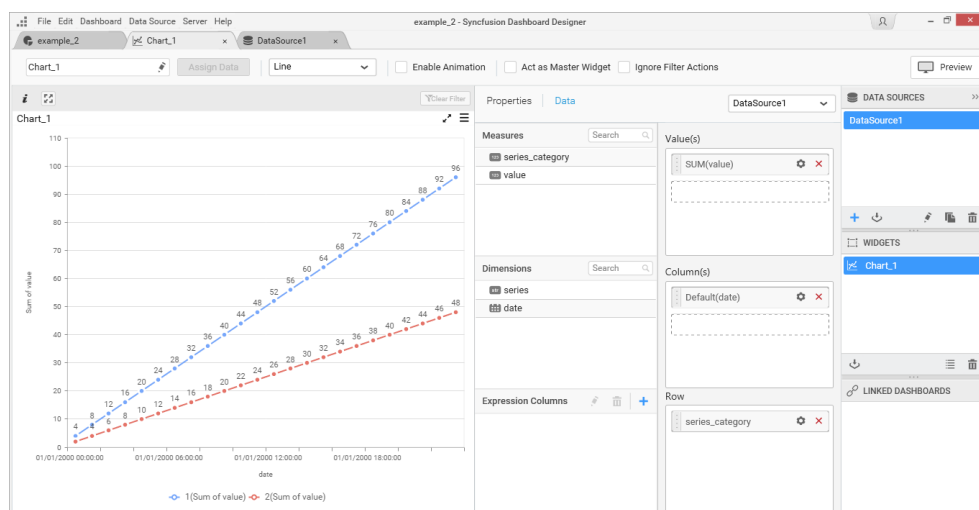 File Edit Dashboard Data Source Server Help
example_2 - Syncfusion Dashboard Designer
example_2
Chart_1
DataSource1
Chart_1
Assign Data
Line
Enable Animation
Act as Master Widget
Ignore Filter Actions
Preview
Clear Filter
Chart_1
110
100
90
80
70
60
50
40
30
20
10
0
Sum of value
4 8 12 16 20 24 28 32 36 40 44 48 52 56 60 64 68 72 76 80 84 88 92 96
4 6 8 10 12 14 16 18 20 22 24 26 28 30 32 34 36 38 40 42 44 46 48
01/01/2000 00:00:00 01/01/2000 06:00:00 01/01/2000 12:00:00 01/01/2000 18:00:00
date
1(Sum of value) 2(Sum of value)
Properties
Data
DataSource1
Measures
Search
series_category
value
Dimensions
Search
str series
date
Expression Columns
Value(s)
SUM(value)
Column(s)
Default(date)
Row
series_category
DATA SOURCES
DataSource1
WIDGETS
Chart_1
LINKED DASHBOARDS